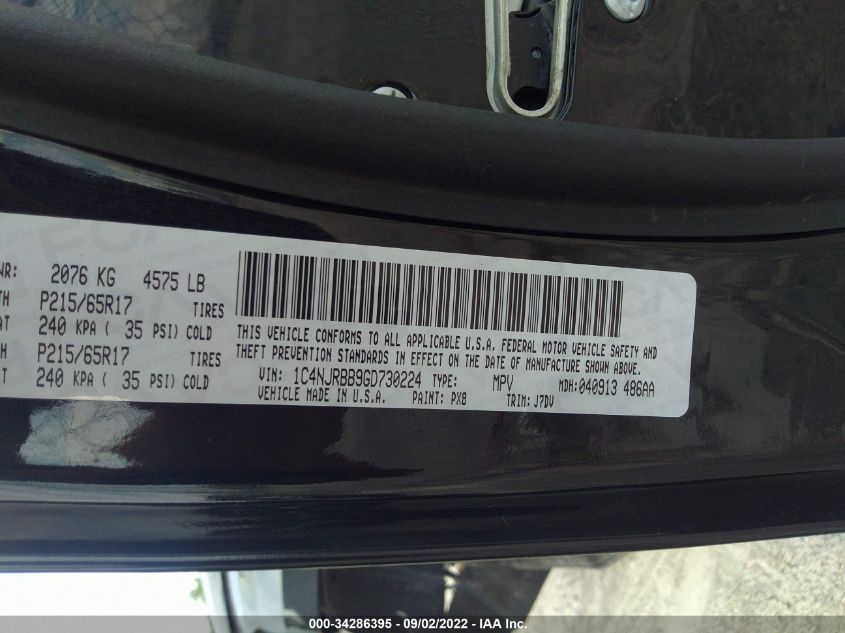 WR: 2076 KG 4575 LB
TH P215/65R17 TIRES
AT 240 KPA ( 35 PSI) COLD
H P215/65R17 TIRES
T 240 KPA ( 35 PSI) COLD
THIS VEHICLE CONFORMS TO ALL APPLICABLE U.S.A. FEDERAL MOTOR VEHICLE SAFETY AND
THEFT PREVENTION STANDARDS IN EFFECT ON THE DATE OF MANUFACTURE SHOWN ABOVE.
VIN: 1C4NJRBB9GD730224 TYPE: MPV MDH:040913 486AA
VEHICLE MADE IN U.S.A. PAINT: PX8 TRIM: J7DV
000-34286395 - 09/02/2022 - IAA Inc.